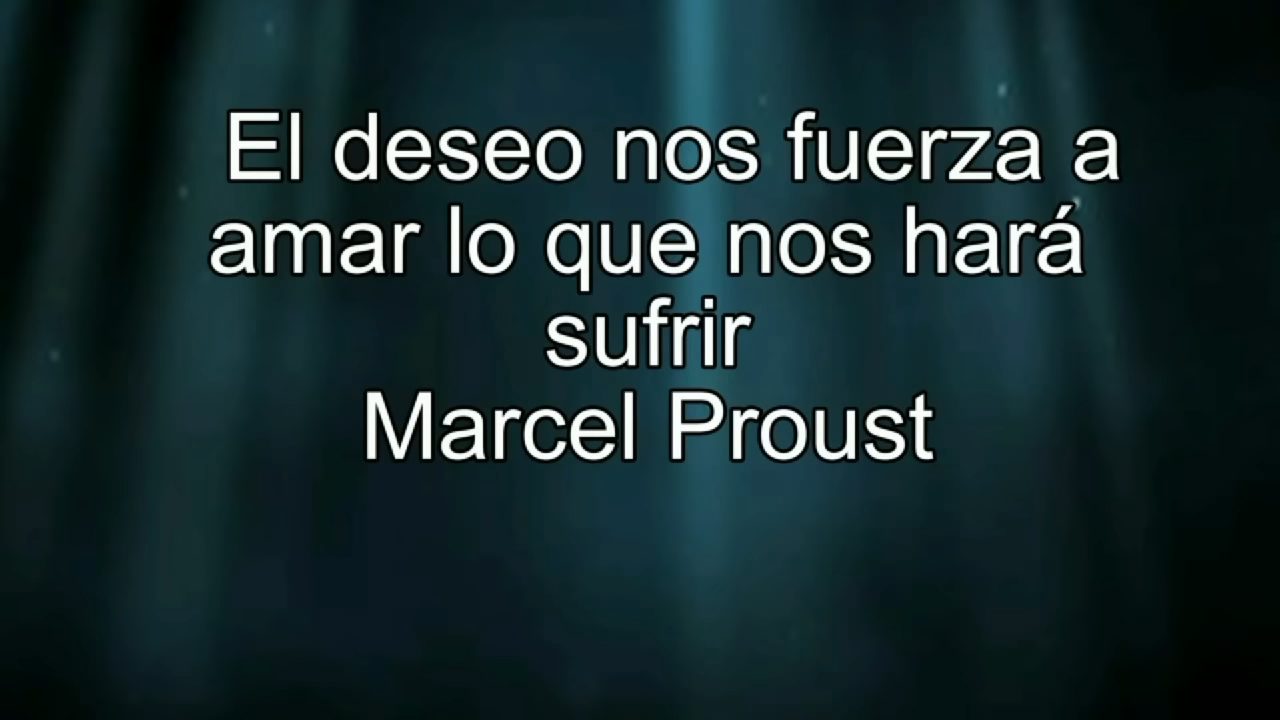 El deseo nos fuerza a
amar lo que nos hará
sufrir
Marcel Proust